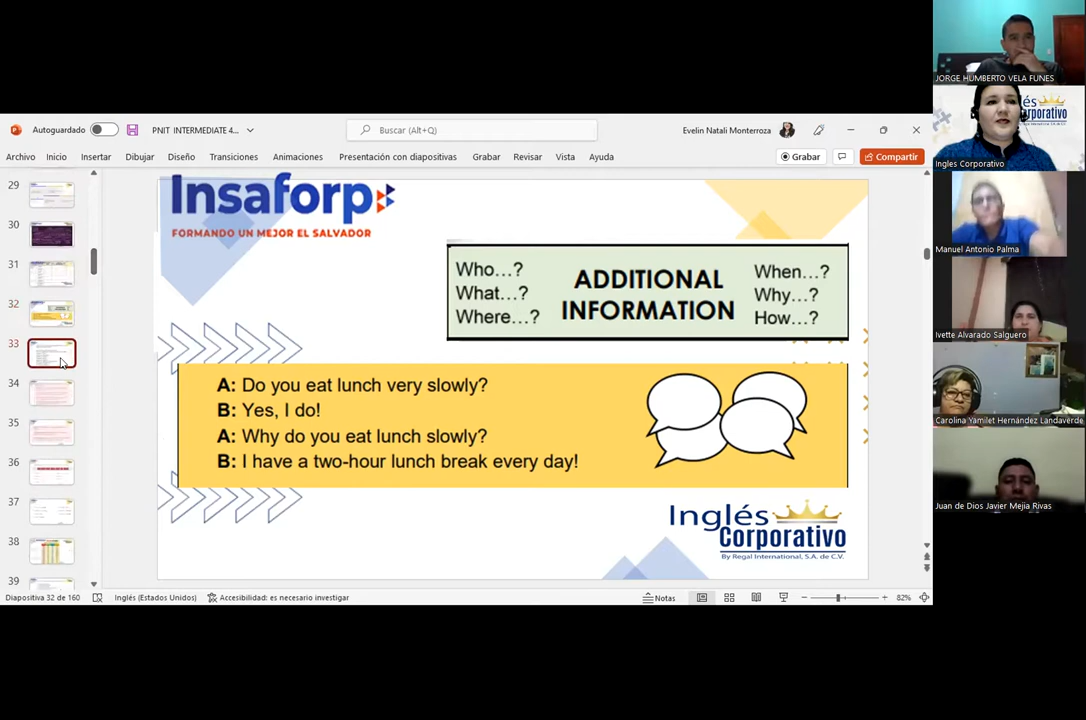 Autoguardado
PNIT INTERMEDIATE 4...
Buscar (Alt+Q)
Evelin Natali Monterroza
Archivo
Inicio
Insertar
Dibujar
Diseño
Transiciones
Animaciones
Presentación con diapositivas
Grabar
Revisar
Vista
Ayuda
Grabar
Compartir
29
30
31
32
33
34
35
36
37
38
39
Insaforp
FORMANDO UN MEJOR EL SALVADOR
Who...?
What...?
Where...?
ADDITIONAL
INFORMATION
When...?
Why...?
How...?
A: Do you eat lunch very slowly?
B: Yes, I do!
A: Why do you eat lunch slowly?
B: I have a two-hour lunch break every day!
Inglés
Corporativo
By Regal International, S.A. de C.V.
Diapositiva 32 de 160
Inglés (Estados Unidos)
Accesibilidad: es necesario investigar
Notas
82%
JORGE HUMBERTO VELA FUNES
Ingles Corporativo
Manuel Antonio Palma
Ivette Alvarado Salguero
Carolina Yamilet Hernández Landaverde
Juan de Dios Javier Mejia Rivas